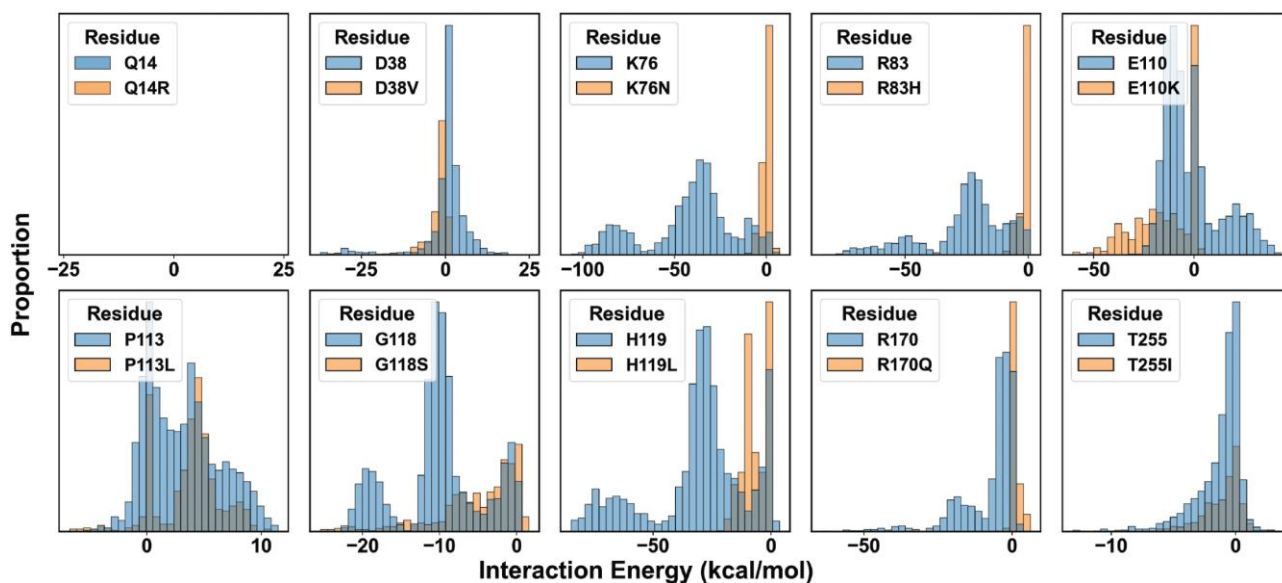 Proportion
Residue
Q14
Q14R
−25 0 25
Residue
D38
D38V
−25 0 25
Residue
K76
K76N
−100 −50 0
Residue
R83
R83H
−50 0
Residue
E110
E110K
−50 0
Residue
P113
P113L
0 10
Residue
G118
G118S
−20 −10 0
Residue
H119
H119L
−50 0
Residue
R170
R170Q
−50 0
Residue
T255
T255I
−10 0
Interaction Energy (kcal/mol)